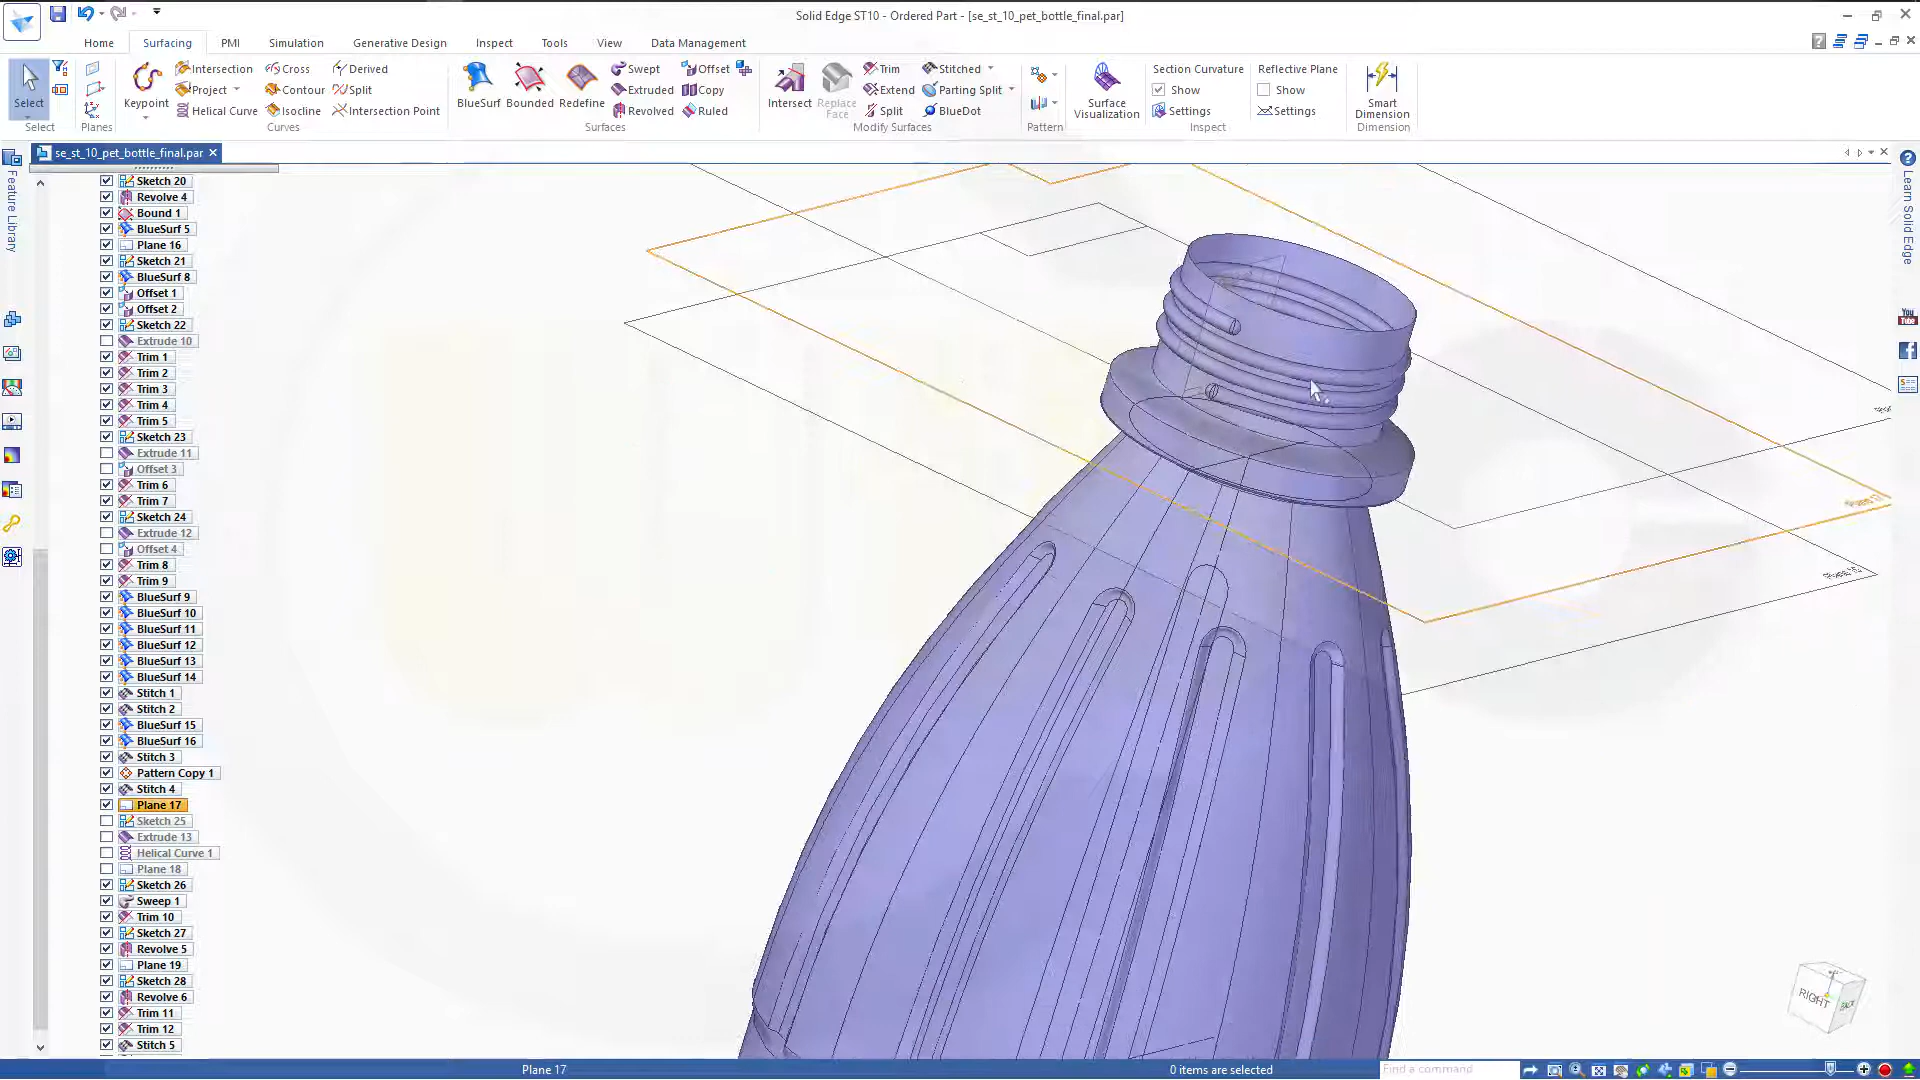 Solid Edge ST10 - Ordered Part - [se_st_10_pet_bottle_final.par]
Home Surfacing PMI Simulation Generative Design Inspect Tools View Data Management
Select
Select
Planes
Keypoint
Intersection
Project
Helical Curve
Cross
Contour
Isocline
Derived
Split
Intersection Point
Curves
BlueSurf
Bounded
Redefine
Swept
Extruded
Revolved
Offset
Copy
Ruled
Surfaces
Intersect
Replace Face
Trim
Extend
Split
Stitched
Parting Split
BlueDot
Modify Surfaces
Pattern
Surface Visualization
Section Curvature
Show
Settings
Inspect
Reflective Plane
Show
Settings
Smart Dimension
Dimension
se_st_10_pet_bottle_final.par
Feature Library
Learn Solid Edge
You Tube
Sketch 20
Revolve 4
Bound 1
BlueSurf 5
Plane 16
Sketch 21
BlueSurf 8
Offset 1
Offset 2
Sketch 22
Extrude 10
Trim 1
Trim 2
Trim 3
Trim 4
Trim 5
Sketch 23
Extrude 11
Offset 3
Trim 6
Trim 7
Sketch 24
Extrude 12
Offset 4
Trim 8
Trim 9
BlueSurf 9
BlueSurf 10
BlueSurf 11
BlueSurf 12
BlueSurf 13
BlueSurf 14
Stitch 1
Stitch 2
BlueSurf 15
BlueSurf 16
Stitch 3
Pattern Copy 1
Stitch 4
Plane 17
Sketch 25
Extrude 13
Helical Curve 1
Plane 18
Sketch 26
Sweep 1
Trim 10
Sketch 27
Revolve 5
Plane 19
Sketch 28
Revolve 6
Trim 11
Trim 12
Stitch 5
RIGHT
Plane 17
0 items are selected
Find a command